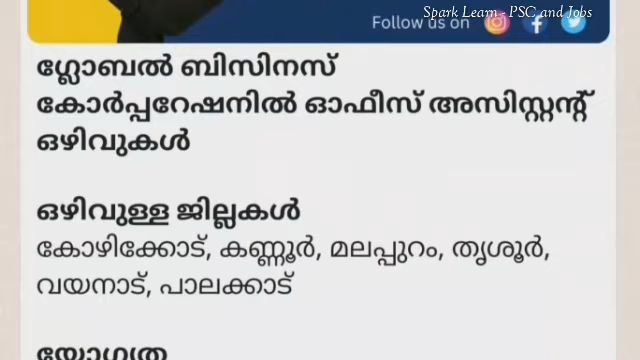 Spark Learn - PSC and Jobs
Follow us on
ഗ്ലോബൽ ബിസിനസ്
കോർപ്പറേഷനിൽ ഓഫീസ് അസിസ്റ്റന്റ്
ഒഴിവുകൾ
ഒഴിവുള്ള ജില്ലകൾ
കോഴിക്കോട്, കണ്ണൂർ, മലപ്പുറം, തൃശൂർ,
വയനാട്, പാലക്കാട്
യോഗ്യത